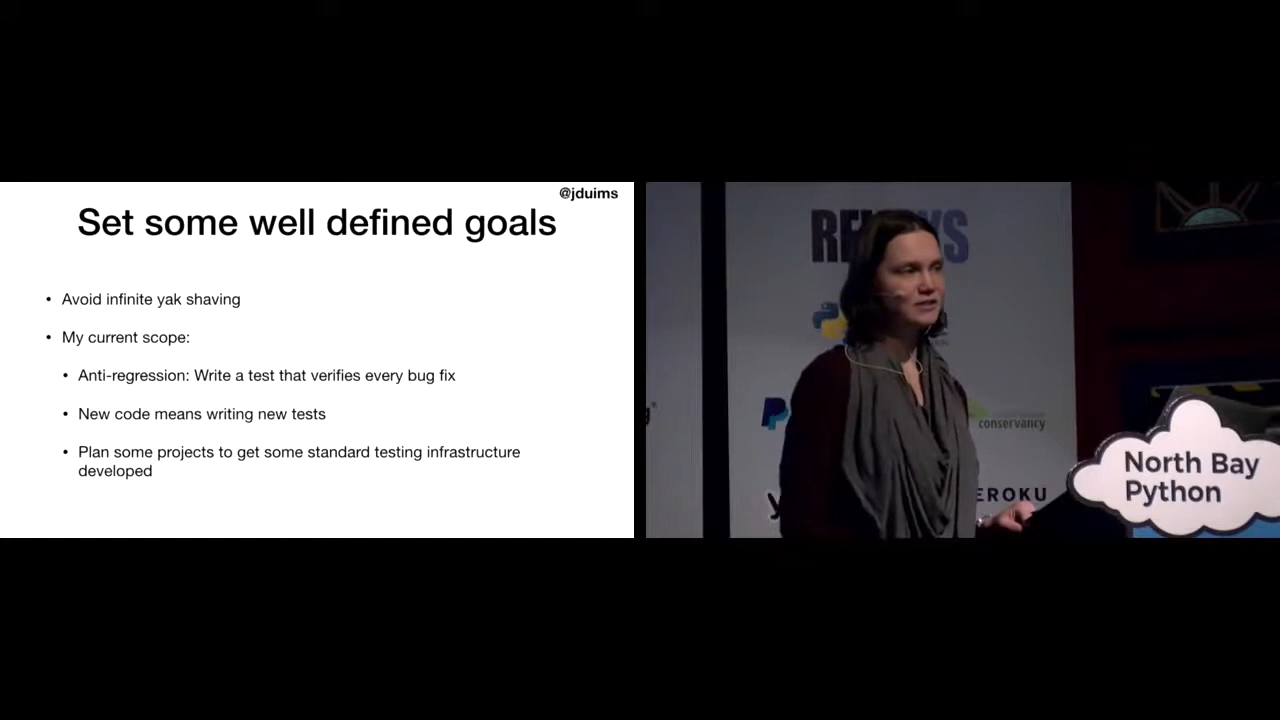 @jduims
Set some well defined goals
• Avoid infinite yak shaving
• My current scope:
• Anti-regression: Write a test that verifies every bug fix
• New code means writing new tests
• Plan some projects to get some standard testing infrastructure
developed
conservancy
North Bay
Python